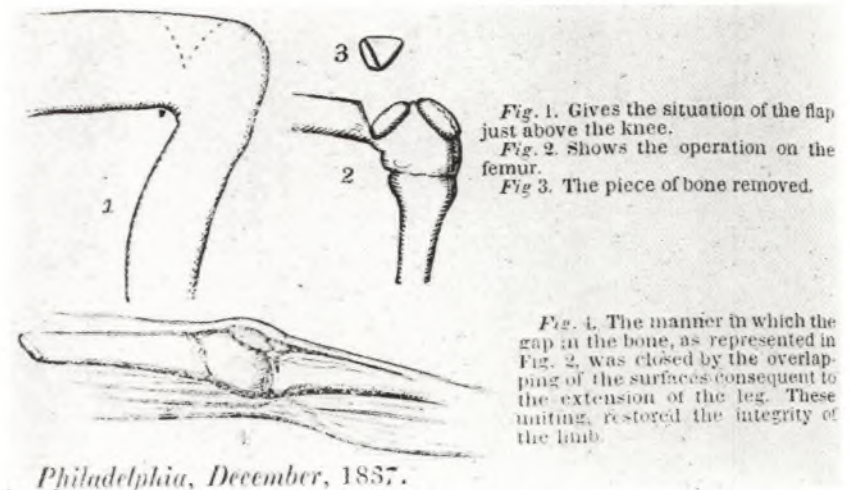 3
Fig. 1. Gives the situation of the flap
just above the knee.
Fig. 2. Shows the operation on the
femur.
Fig 3. The piece of bone removed.
2
1
Fig. 4. The manner in which the
gap in the bone, as represented in
Fig. 2, was closed by the overlap-
ping of the surfaces consequent to
the extension of the leg. These
uniting, restored the integrity of
the limb.
4
Philadelphia, December, 1837.